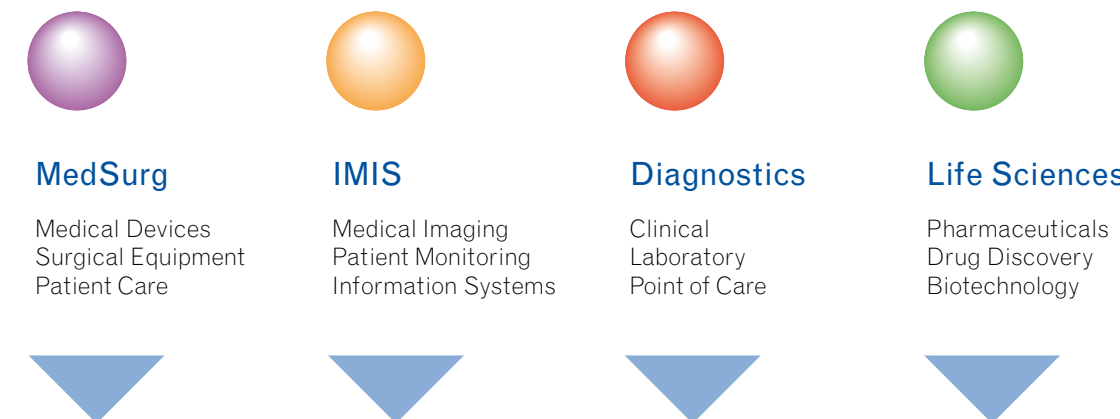 MedSurg
Medical Devices
Surgical Equipment
Patient Care
IMIS
Medical Imaging
Patient Monitoring
Information Systems
Diagnostics
Clinical
Laboratory
Point of Care
Life Sciences
Pharmaceuticals
Drug Discovery
Biotechnology